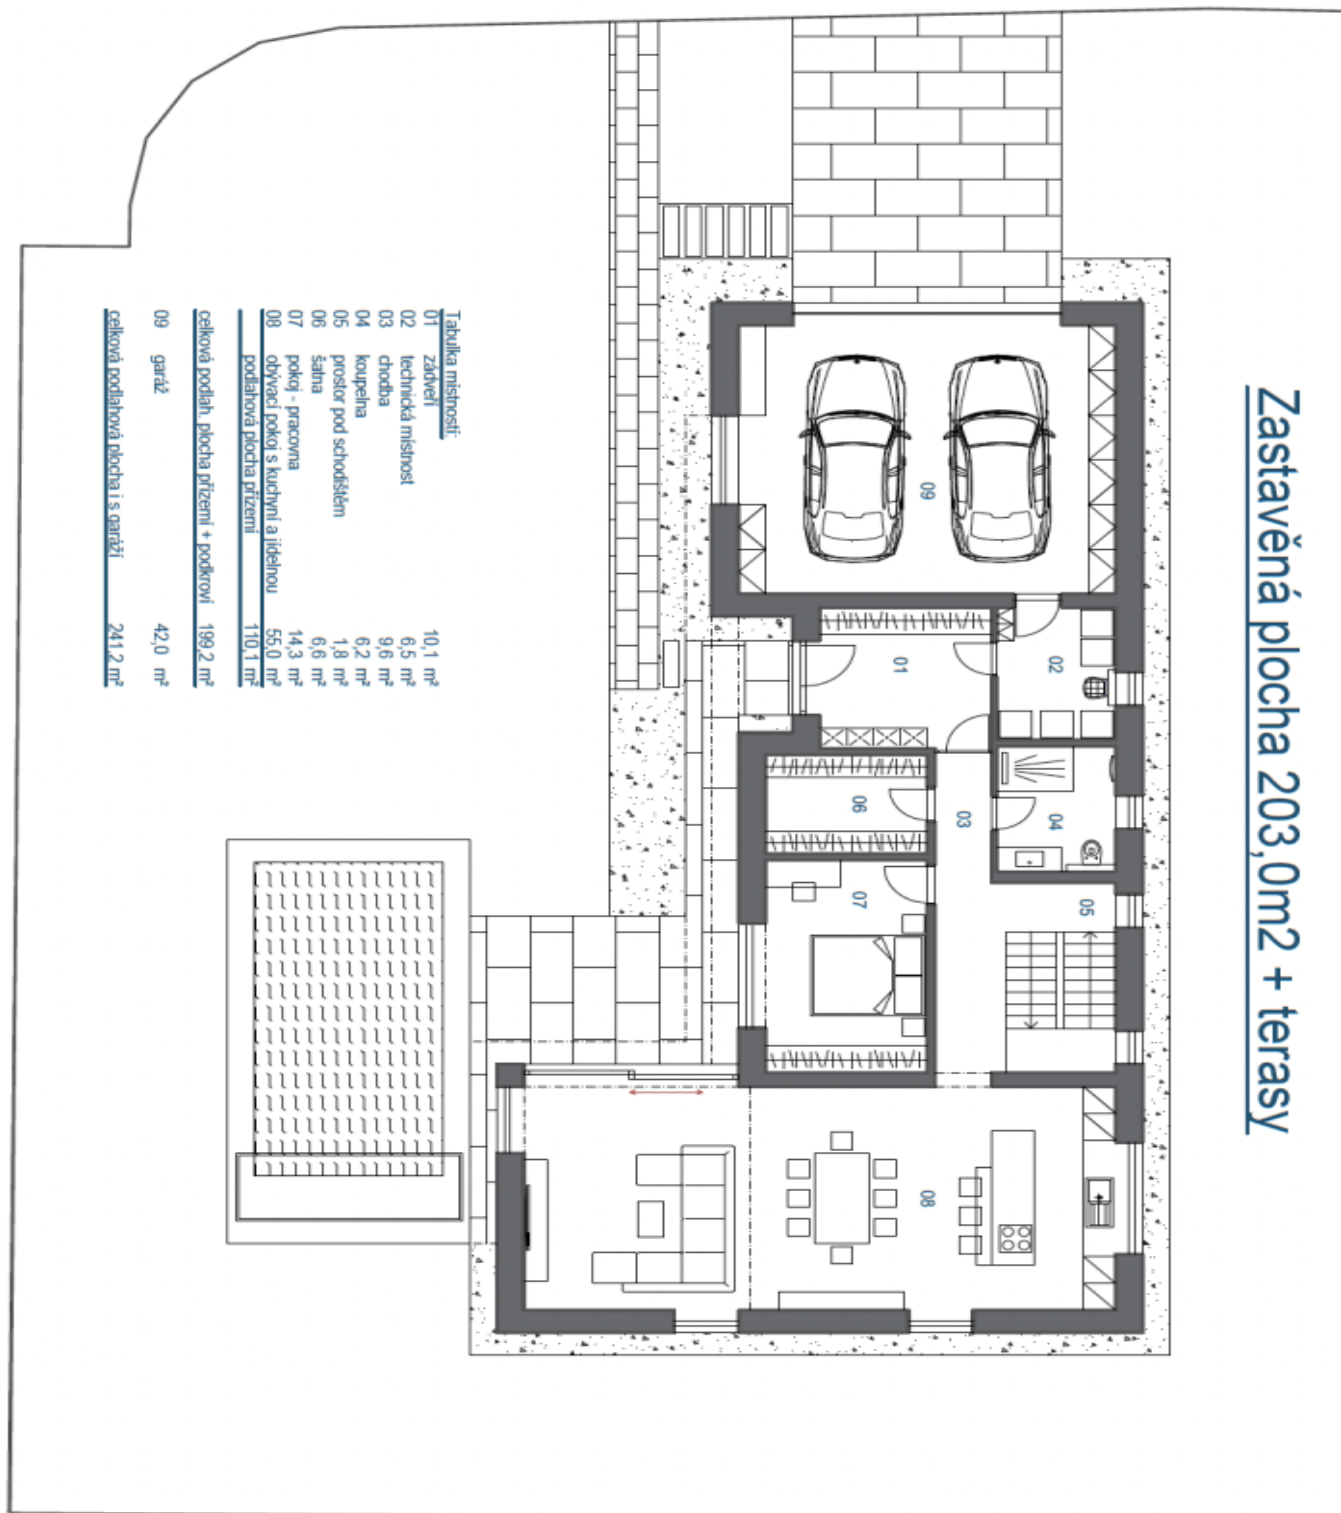 Zastavěná plocha 203,0m2 + terasy
Tabulka místností:
01 zádveří 10,1 m²
02 technická místnost 6,5 m²
03 chodba 9,6 m²
04 koupelna 6,2 m²
05 prostor pod schodištěm 1,8 m²
06 šatna 6,6 m²
07 pokoj - pracovna 14,3 m²
08 obývací pokoj s kuchyní a jídelnou 55,0 m²
podlahová plocha přízemí 110,1 m²
celková podlah. plocha přízemí + podkroví 199,2 m²
09 garáž 42,0 m²
celková podlahová plocha i s garáží 241,2 m²
09
01
02
03
04
05
06
07
08